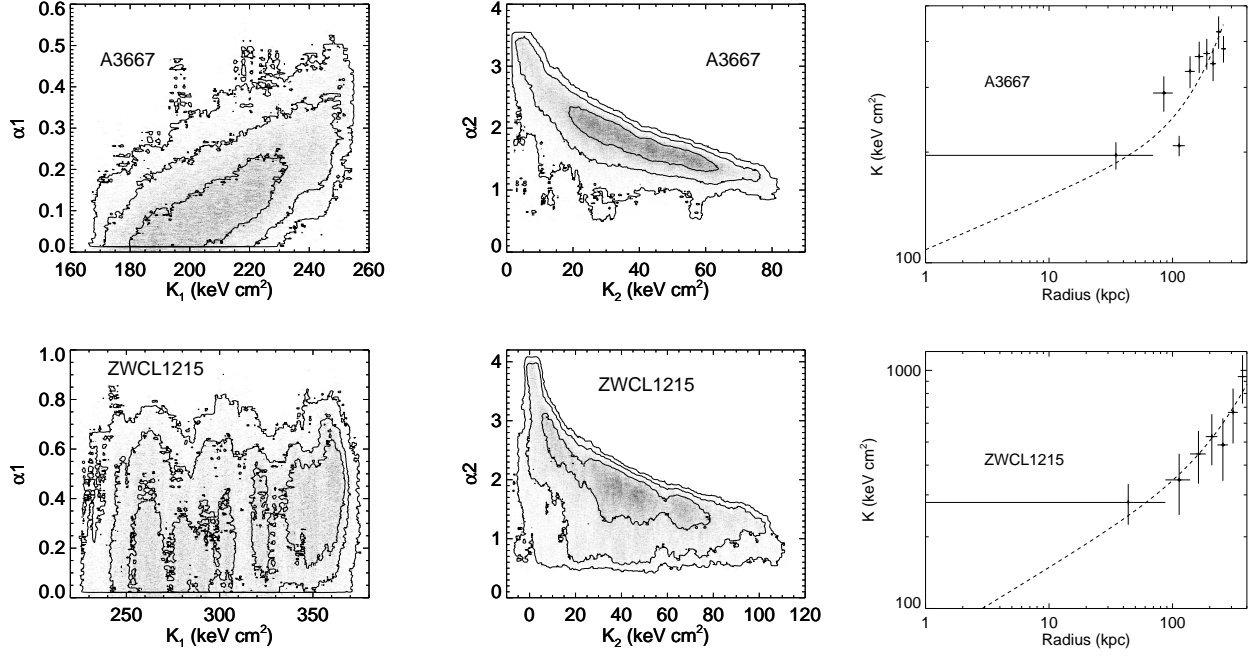 0.6
0.5
0.4
0.3
0.2
0.1
0.0
α1
A3667
160 180 200 220 240 260
K₁ (keV cm²)
4
3
2
1
0
α2
A3667
0 20 40 60 80
K₂ (keV cm²)
K (keV cm²)
A3667
100
1 10 100
Radius (kpc)
1.0
0.8
0.6
0.4
0.2
0.0
α1
ZWCL1215
250 300 350
K₁ (keV cm²)
4
3
2
1
0
α2
ZWCL1215
0 20 40 60 80 100 120
K₂ (keV cm²)
1000
K (keV cm²)
ZWCL1215
100
1 10 100
Radius (kpc)